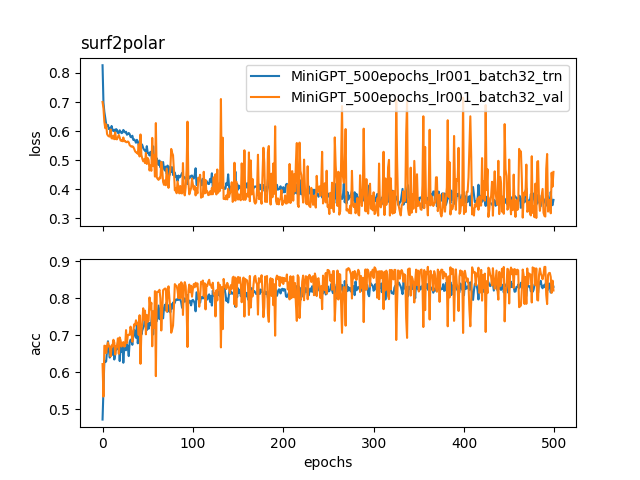 surf2polar
0.8
0.7
0.6
0.5
0.4
0.3
loss
MiniGPT_500epochs_lr001_batch32_trn
MiniGPT_500epochs_lr001_batch32_val
0.9
0.8
0.7
0.6
0.5
acc
0 100 200 300 400 500
epochs